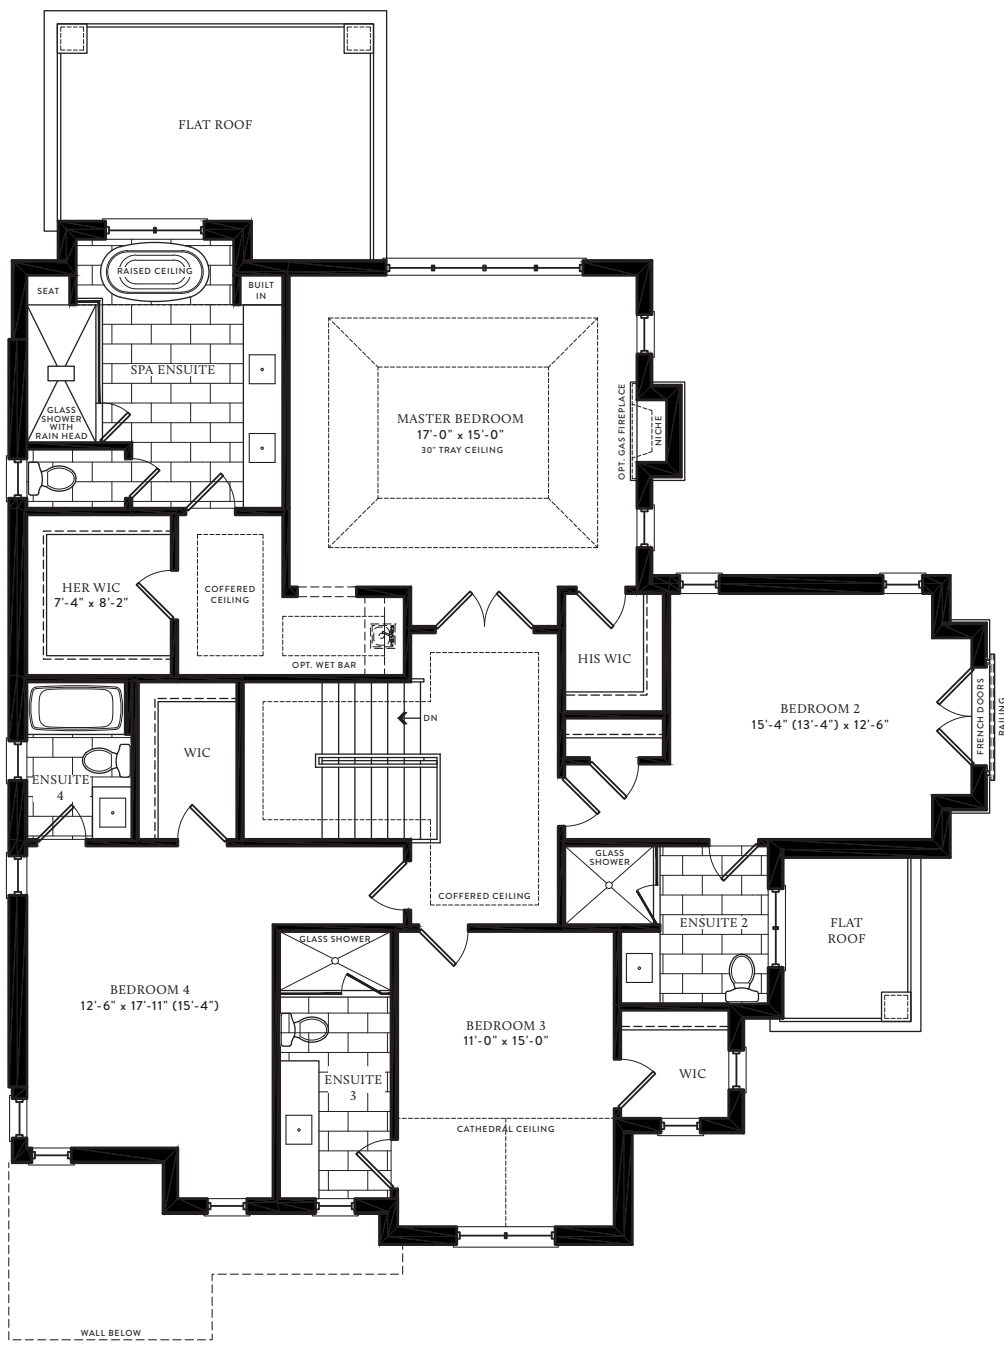 FLAT ROOF
RAISED CEILING
SEAT
BUILT
IN
SPA ENSUITE
GLASS
SHOWER
WITH
RAIN HEAD
MASTER BEDROOM
17'-0" x 15'-0"
30" TRAY CEILING
OPT. GAS FIREPLACE
NICHE
HER WIC
7'-4" x 8'-2"
COFFERED
CEILING
OPT. WET BAR
HIS WIC
BEDROOM 2
15'-4" (13'-4") x 12'-6"
FRENCH DOORS
RAILING
DN
WIC
ENSUITE
4
COFFERED CEILING
GLASS
SHOWER
ENSUITE 2
FLAT
ROOF
GLASS SHOWER
BEDROOM 4
12'-6" x 17'-11" (15'-4")
BEDROOM 3
11'-0" x 15'-0"
ENSUITE
3
WIC
CATHEDRAL CEILING
WALL BELOW